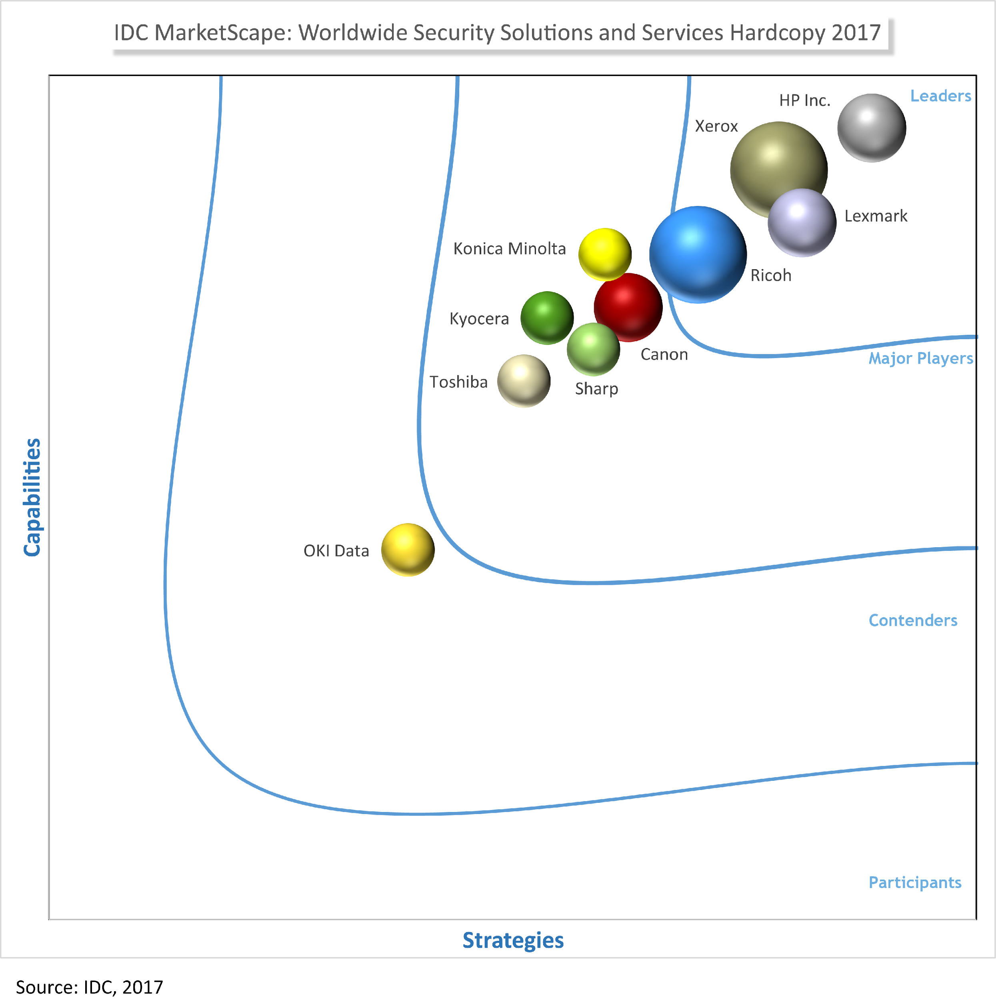 IDC MarketScape: Worldwide Security Solutions and Services Hardcopy 2017
Leaders
HP Inc.
Xerox
Lexmark
Konica Minolta
Ricoh
Kyocera
Canon
Major Players
Toshiba
Sharp
Capabilities
OKI Data
Contenders
Participants
Strategies
Source: IDC, 2017